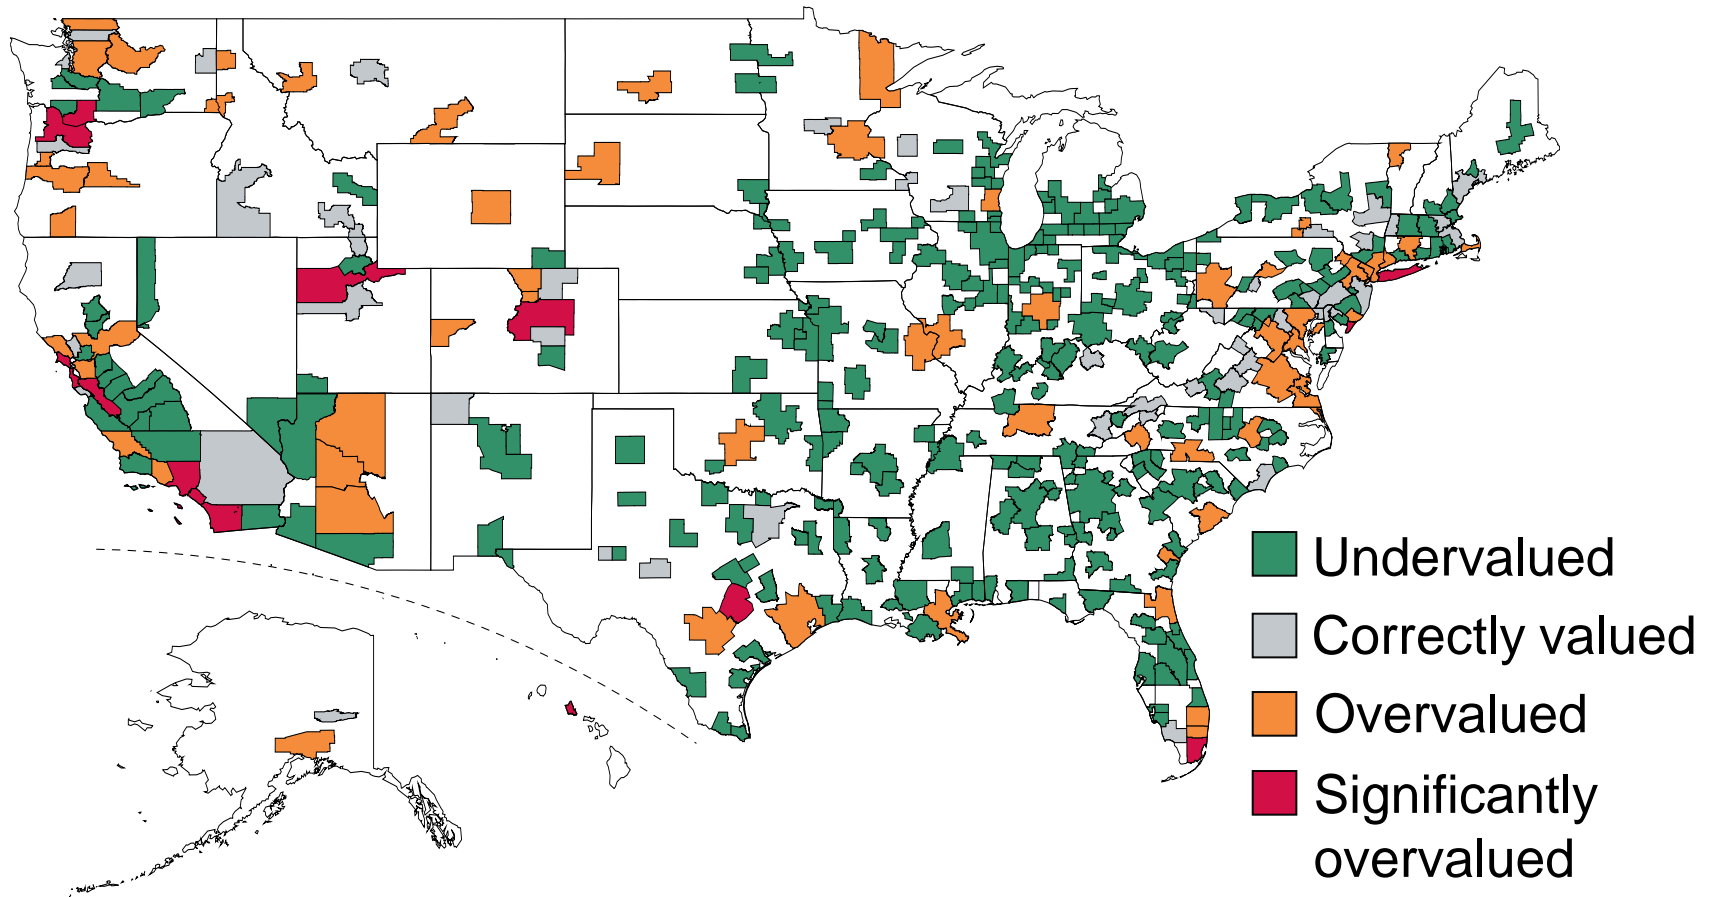 Undervalued
Correctly valued
Overvalued
Significantly
overvalued